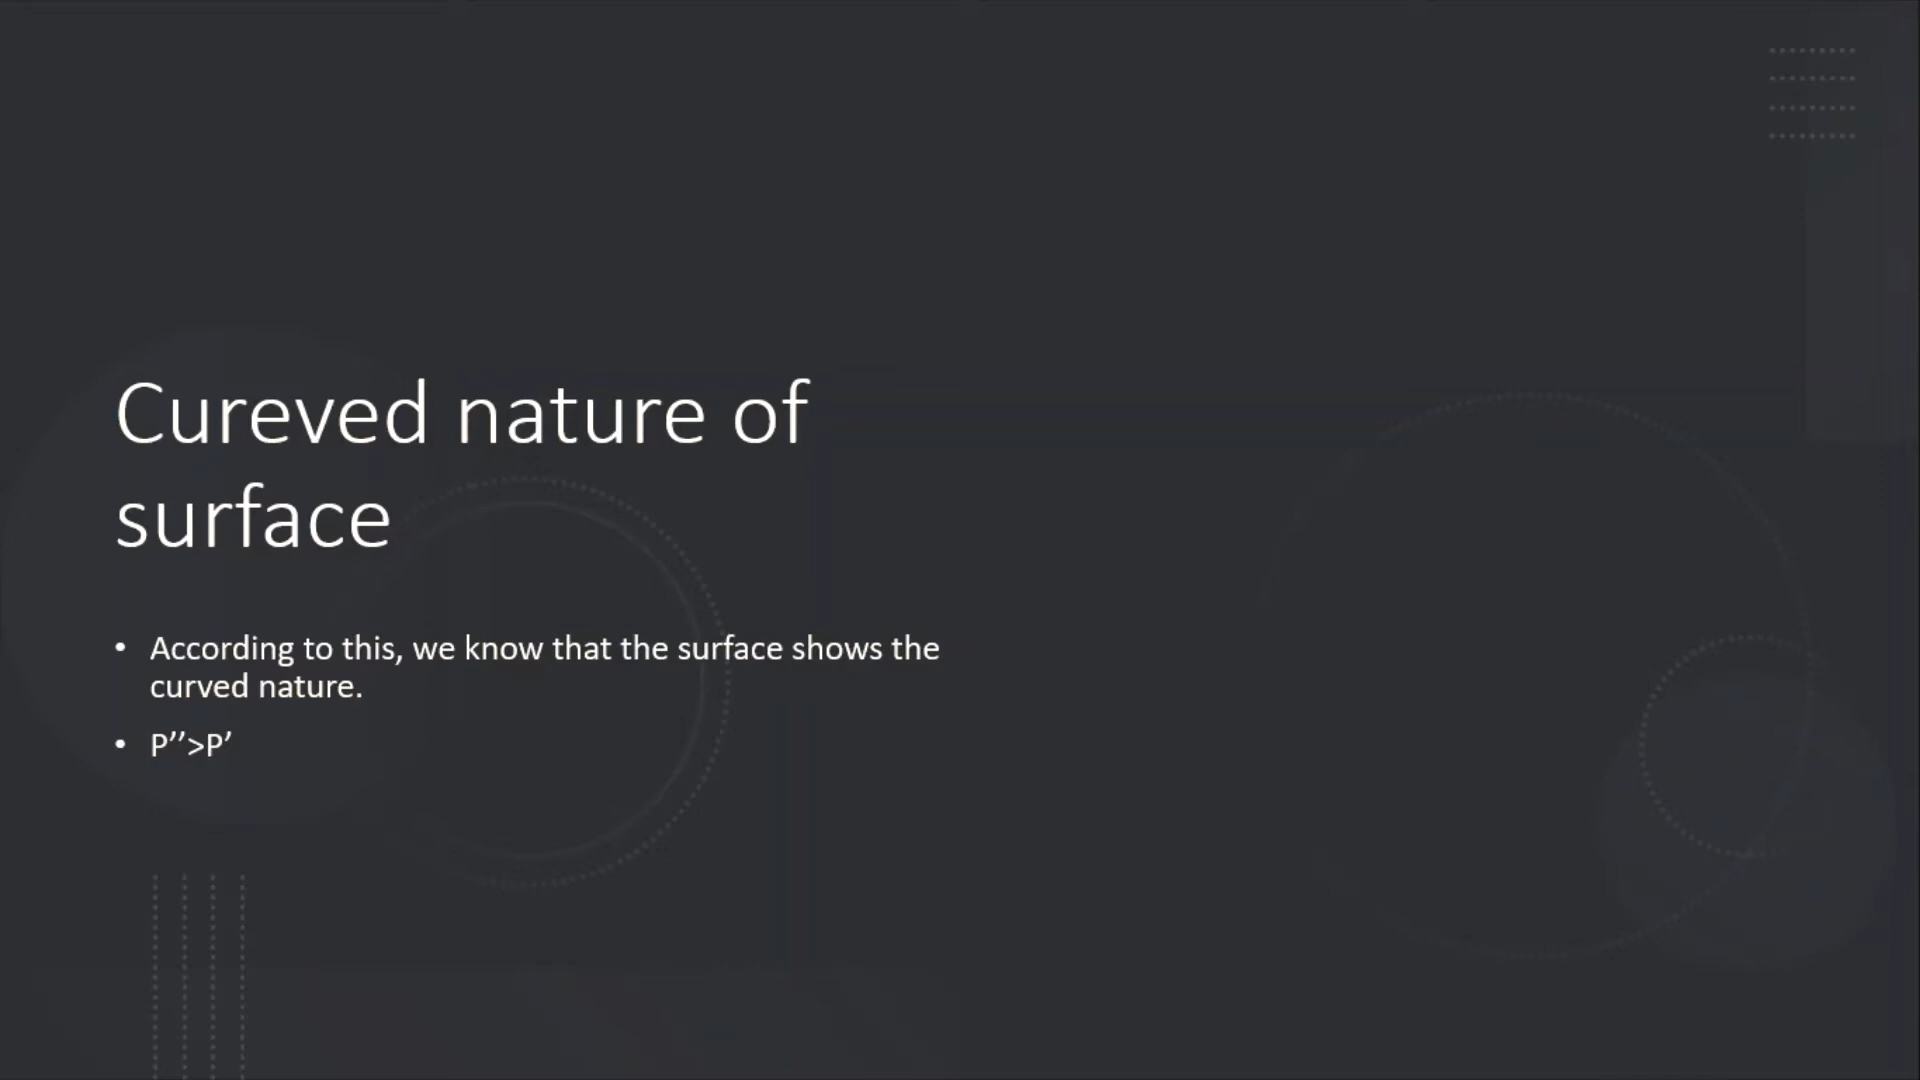 Cureved nature of
surface
• According to this, we know that the surface shows the
curved nature.
• P’’>P’